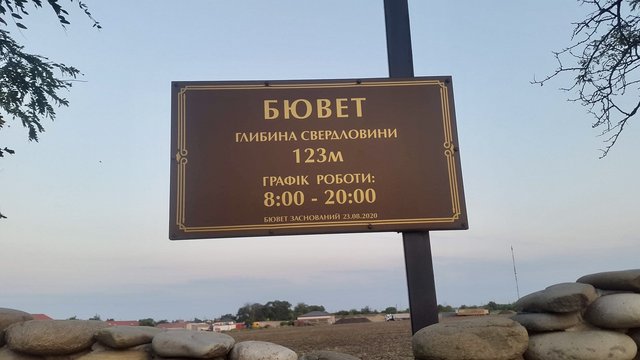 БЮВЕТ
ГЛИБИНА СВЕРДЛОВИНИ
123м
ГРАФІК РОБОТИ:
8:00 - 20:00
БЮВЕТ ЗАСНОВАНИЙ 23.08.2020